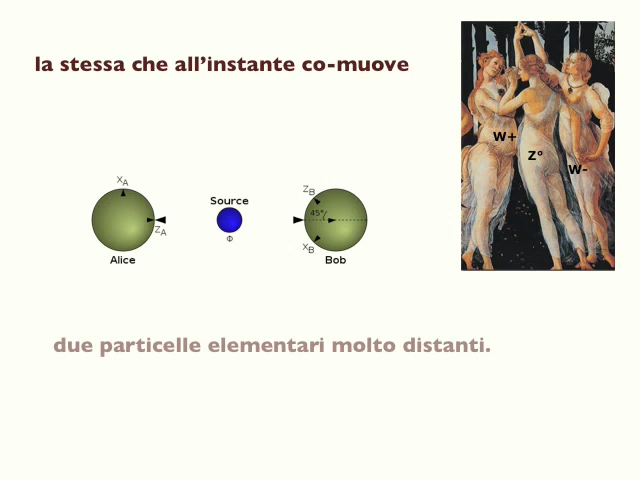 la stessa che all’instante co-muove
W+
Z°
W-
XA
ZA
Alice
Source
Φ
ZB
45°
XB
Bob
due particelle elementari molto distanti.